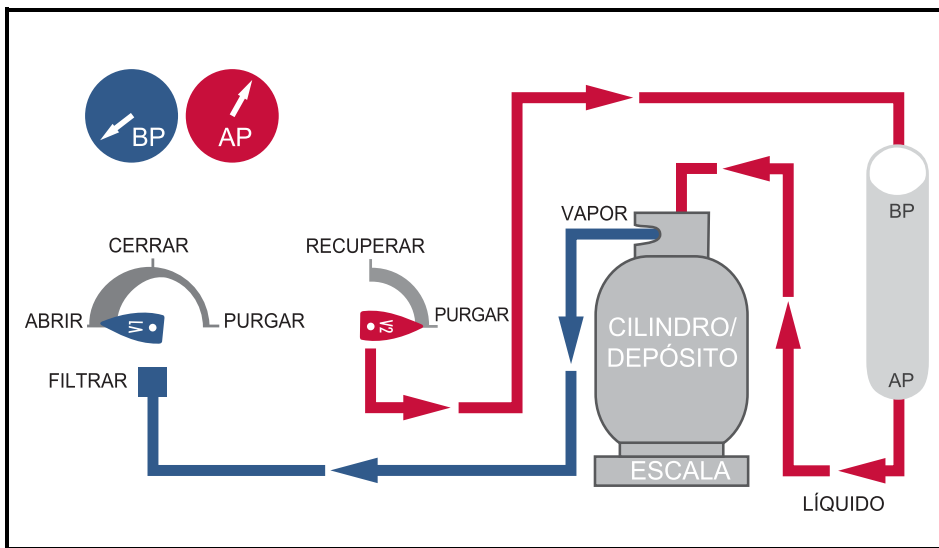 BP
AP
VAPOR
BP
CERRAR
RECUPERAR
ABRIR
V1
PURGAR
V2
PURGAR
CILINDRO/
DEPÓSITO
FILTRAR
AP
ESCALA
LÍQUIDO